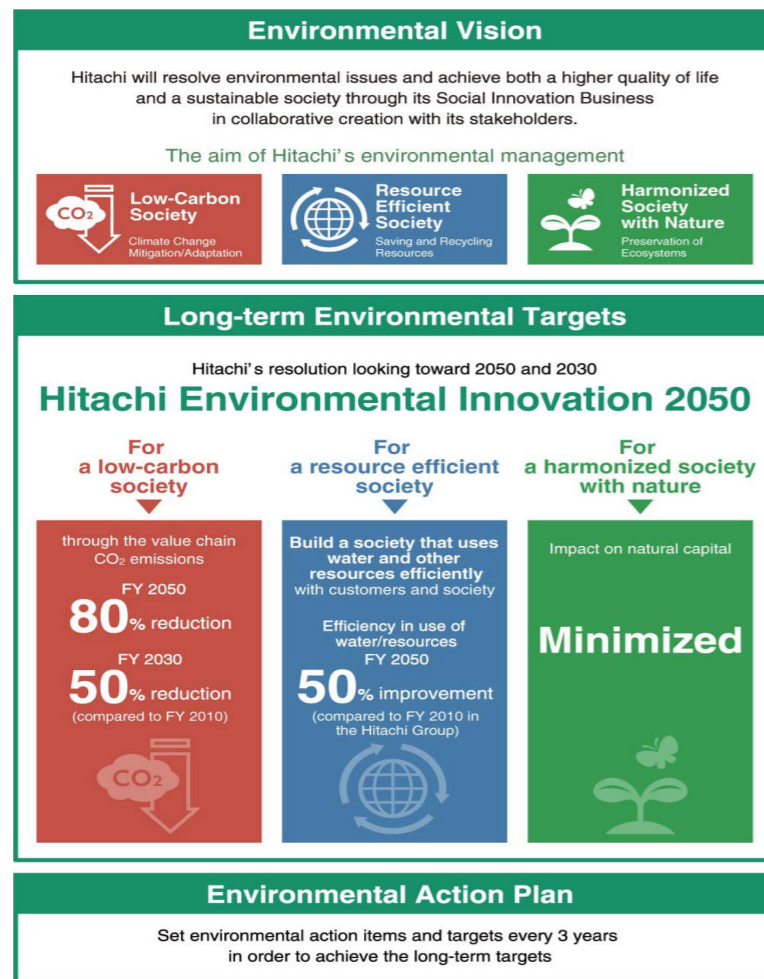 Environmental Vision
Hitachi will resolve environmental issues and achieve both a higher quality of life
and a sustainable society through its Social Innovation Business
in collaborative creation with its stakeholders.
The aim of Hitachi's environmental management
CO₂
Low-Carbon
Society
Climate Change
Mitigation/Adaptation
Resource
Efficient
Society
Saving and Recycling
Resources
Harmonized
Society
with Nature
Preservation of
Ecosystems
Long-term Environmental Targets
Hitachi's resolution looking toward 2050 and 2030
Hitachi Environmental Innovation 2050
For
a low-carbon
society
through the value chain
CO₂ emissions
FY 2050
80% reduction
FY 2030
50% reduction
(compared to FY 2010)
CO₂
For
a resource efficient
society
Build a society that uses
water and other
resources efficiently
with customers and society
Efficiency in use of
water/resources
FY 2050
50% improvement
(compared to FY 2010 in
the Hitachi Group)
For
a harmonized society
with nature
Impact on natural capital
Minimized
Environmental Action Plan
Set environmental action items and targets every 3 years
in order to achieve the long-term targets